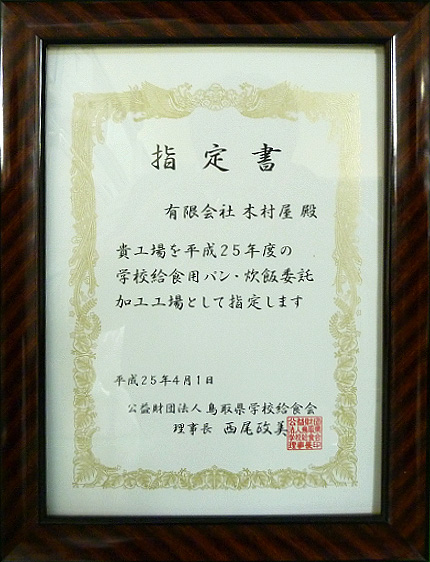 指定書
有限会社 木村屋 殿
貴工場を平成25年度の
学校給食用パン・炊飯委託
加工工場として指定します
平成25年4月1日
公益財団法人 鳥取県学校給食会
理事長 西尾政美